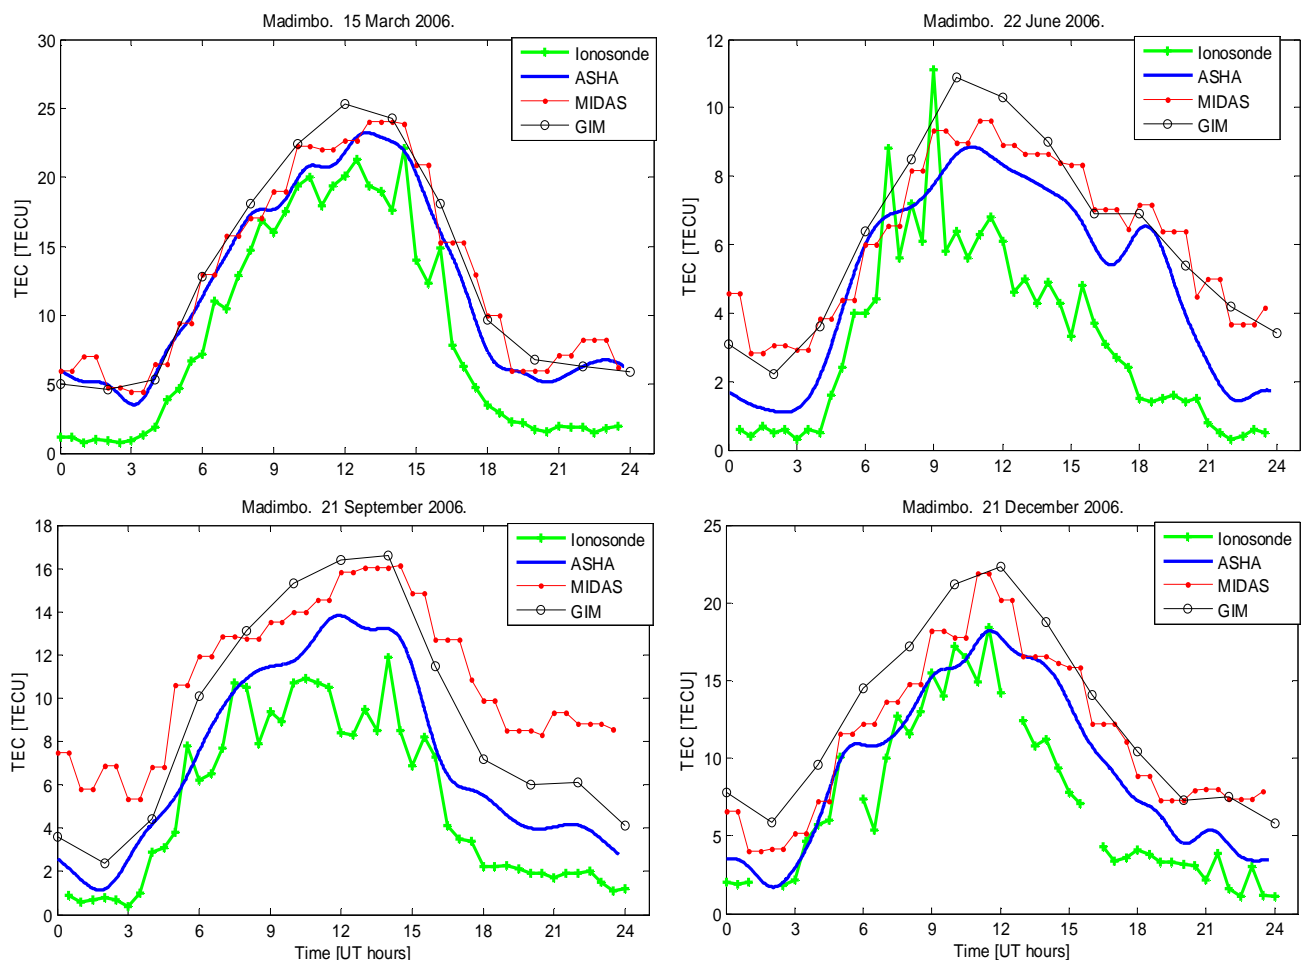 Madimbo.  15 March 2006.
30
25
20
15
10
5
0
TEC [TECU]
0 3 6 9 12 15 18 21 24
Ionosonde
ASHA
MIDAS
GIM
Madimbo.  22 June 2006.
12
10
8
6
4
2
0
TEC [TECU]
0 3 6 9 12 15 18 21 24
Ionosonde
ASHA
MIDAS
GIM
Madimbo.  21 September 2006.
18
16
14
12
10
8
6
4
2
0
TEC [TECU]
0 3 6 9 12 15 18 21 24
Time [UT hours]
Ionosonde
ASHA
MIDAS
GIM
Madimbo.  21 December 2006.
25
20
15
10
5
0
TEC [TECU]
0 3 6 9 12 15 18 21 24
Time [UT hours]
Ionosonde
ASHA
MIDAS
GIM